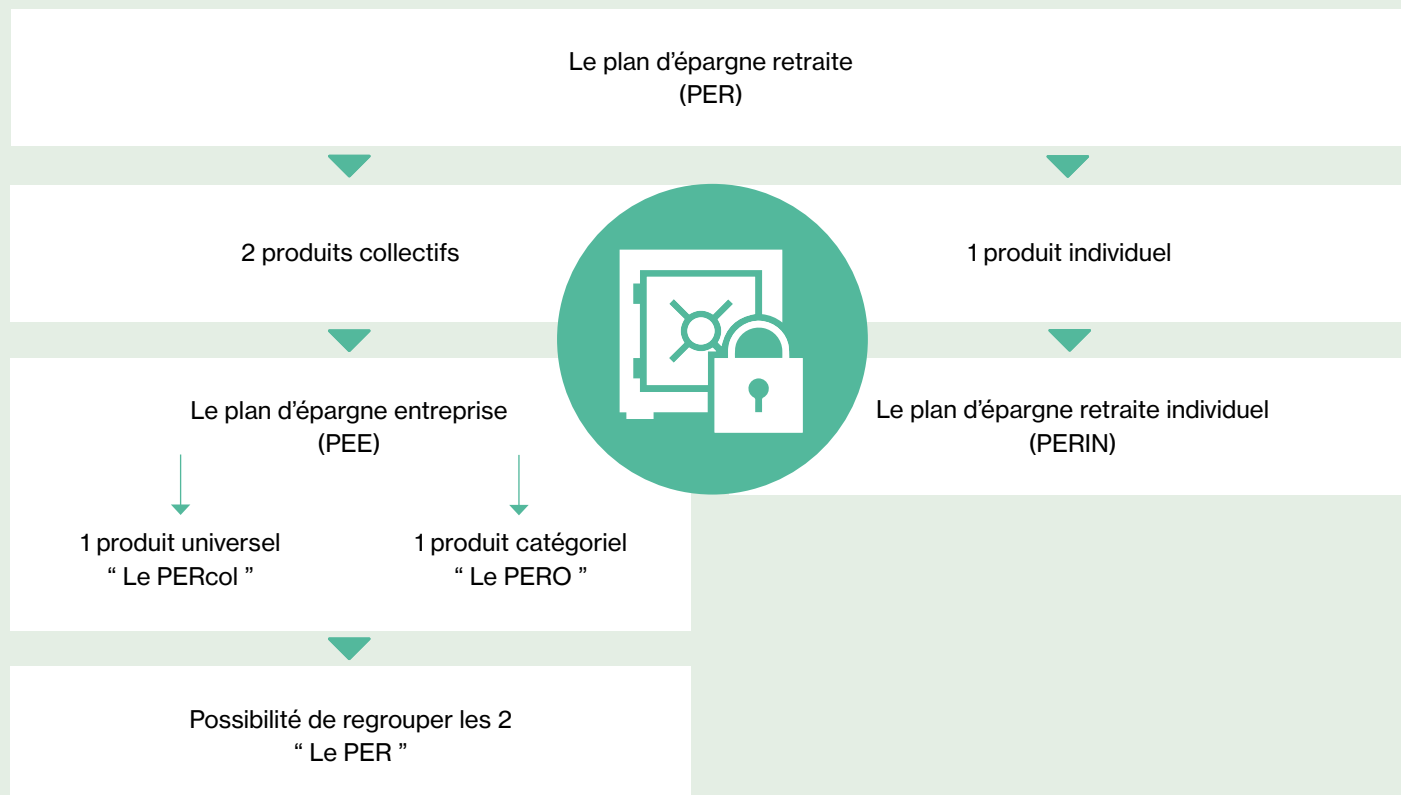 Le plan d’épargne retraite
(PER)
2 produits collectifs
1 produit individuel
Le plan d’épargne entreprise
(PEE)
Le plan d’épargne retraite individuel
(PERIN)
1 produit universel
“ Le PERcol ”
1 produit catégoriel
“ Le PERO ”
Possibilité de regrouper les 2
“ Le PER ”